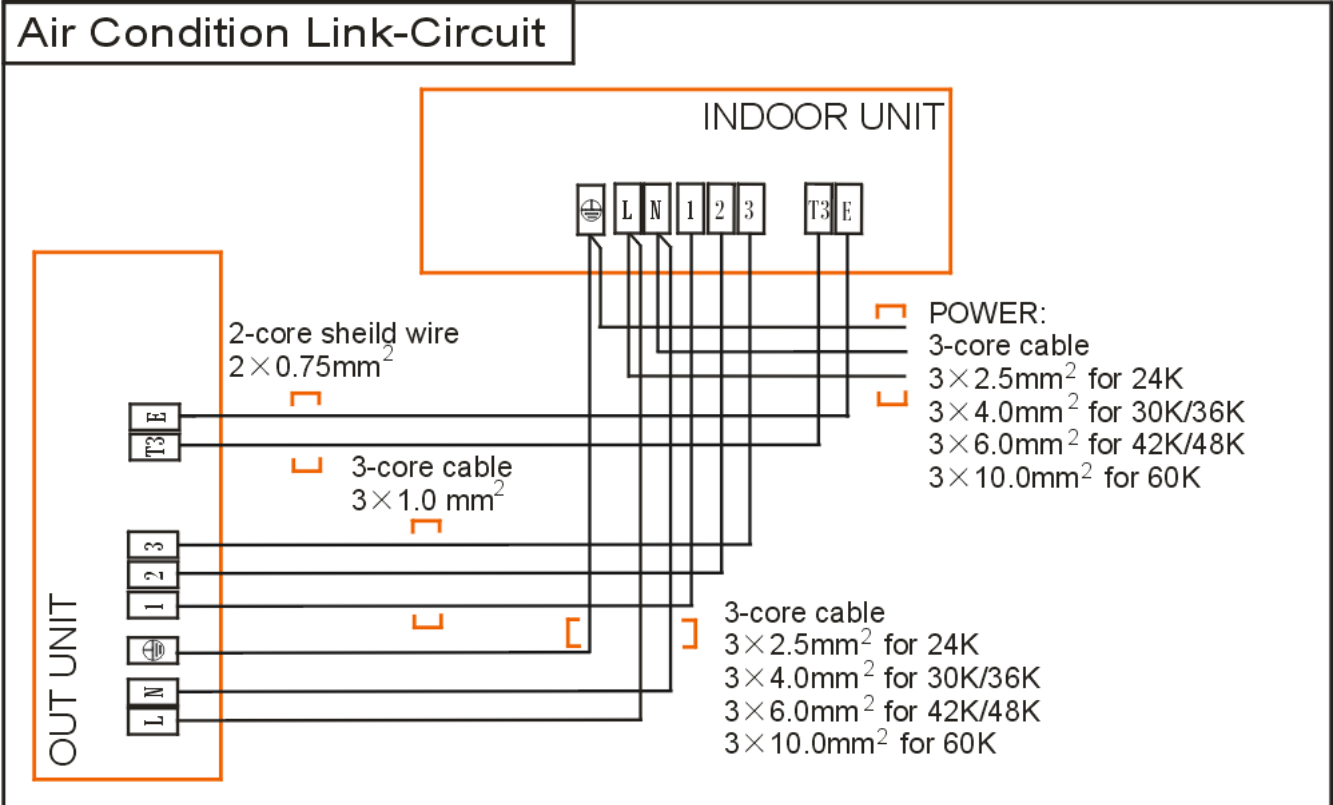 Air Condition Link-Circuit
INDOOR UNIT
⏚ L N 1 2 3 T3 E
POWER:
3-core cable
3×2.5mm² for 24K
3×4.0mm² for 30K/36K
3×6.0mm² for 42K/48K
3×10.0mm² for 60K
2-core sheild wire
2×0.75mm²
E
T3
3-core cable
3×1.0 mm²
3
2
1
⏚
N
L
OUT UNIT
3-core cable
3×2.5mm² for 24K
3×4.0mm² for 30K/36K
3×6.0mm² for 42K/48K
3×10.0mm² for 60K